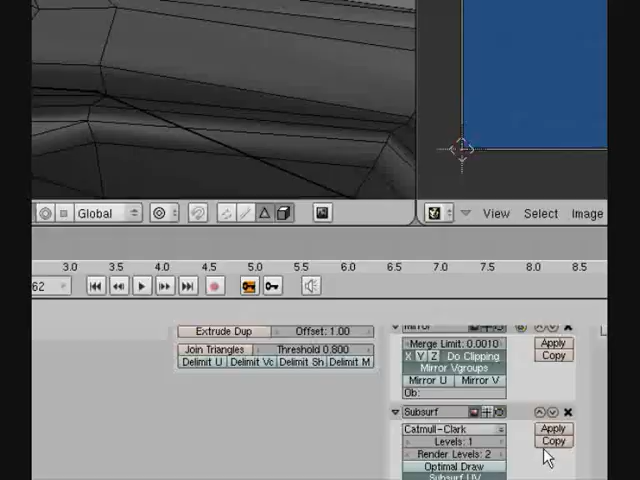 Global
View Select Image
3.0 3.5 4.0 4.5 5.0 5.5 6.0 6.5 7.0 7.5 8.0 8.5
62
Extrude Dup Offset: 1.00
Join Triangles Threshold 0.800
Delimit U Delimit Vc Delimit Sh Delimit M
Mirror
Merge Limit: 0.0010 Apply
X Y Z Do Clipping Copy
Mirror Vgroups
Mirror U Mirror V
Ob:
Subsurf
Catmull-Clark Apply
Levels: 1 Copy
Render Levels: 2
Optimal Draw
Subsurf UV